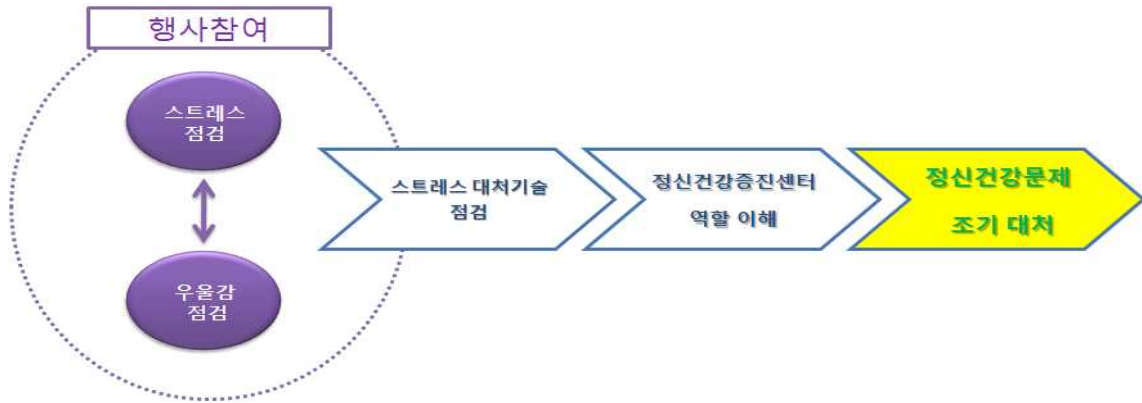 행사참여
스트레스
점검
우울감
점검
스트레스 대처기술
점검
정신건강증진센터
역할 이해
정신건강문제
조기 대처